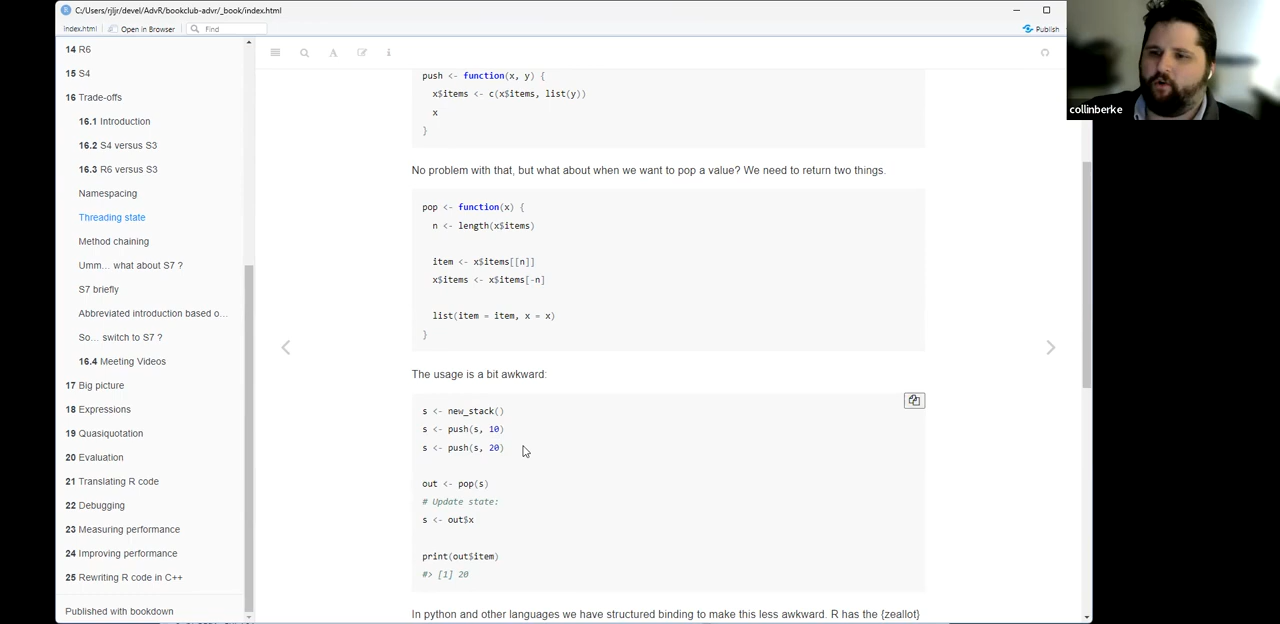 C:/Users/rjljr/devel/AdvR/bookclub-advr/_book/index.html
index.html
Open in Browser
Find
Publish
14 R6
15 S4
16 Trade-offs
16.1 Introduction
16.2 S4 versus S3
16.3 R6 versus S3
Namespacing
Threading state
Method chaining
Umm... what about S7 ?
S7 briefly
Abbreviated introduction based o...
So... switch to S7 ?
16.4 Meeting Videos
17 Big picture
18 Expressions
19 Quasiquotation
20 Evaluation
21 Translating R code
22 Debugging
23 Measuring performance
24 Improving performance
25 Rewriting R code in C++
Published with bookdown
push <- function(x, y) {
x$items <- c(x$items, list(y))
x
}
No problem with that, but what about when we want to pop a value? We need to return two things.
pop <- function(x) {
n <- length(x$items)
item <- x$items[[n]]
x$items <- x$items[-n]
list(item = item, x = x)
}
The usage is a bit awkward:
s <- new_stack()
s <- push(s, 10)
s <- push(s, 20)
out <- pop(s)
# Update state:
s <- out$x
print(out$item)
#> [1] 20
In python and other languages we have structured binding to make this less awkward. R has the {zeallot}
collinberke